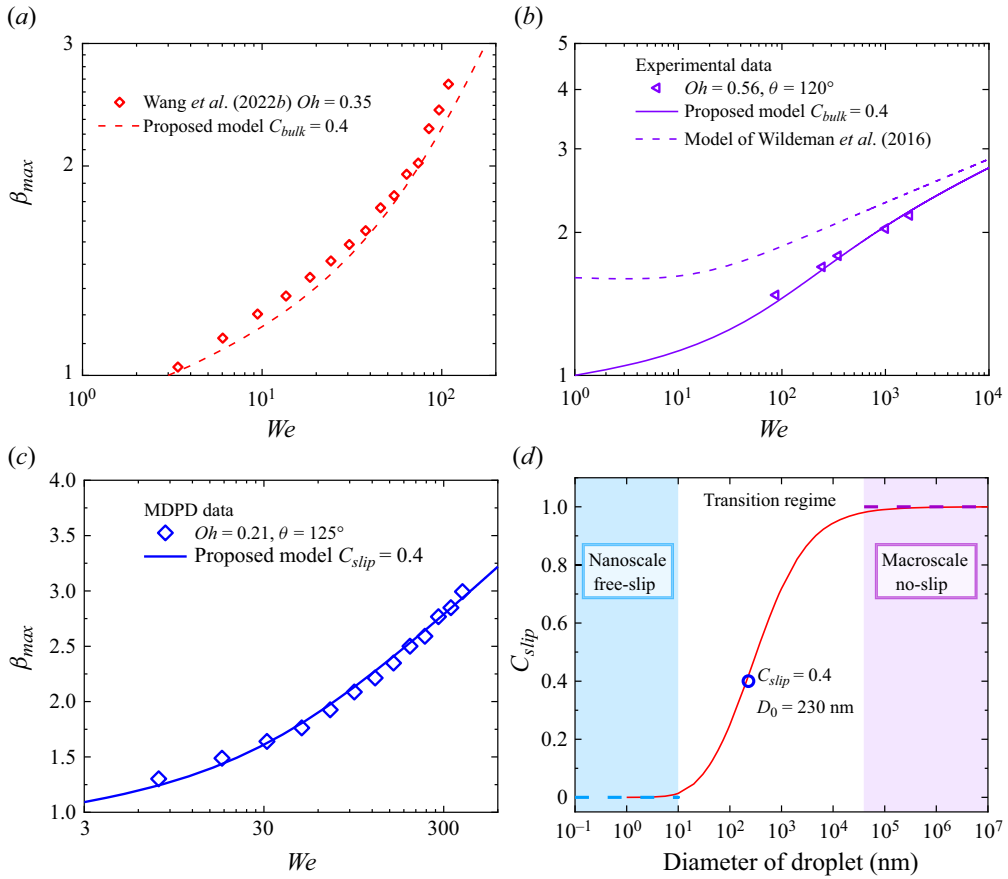 (a)
3
2
1
β_max
Wang et al. (2022b) Oh = 0.35
Proposed model C_bulk = 0.4
10^0
10^1
10^2
We
(b)
5
4
3
2
1
Experimental data
Oh = 0.56, θ = 120°
Proposed model C_bulk = 0.4
Model of Wildeman et al. (2016)
10^0
10^1
10^2
10^3
10^4
We
(c)
4.0
3.5
3.0
2.5
2.0
1.5
1.0
β_max
MDPD data
Oh = 0.21, θ = 125°
Proposed model C_slip = 0.4
3
30
300
We
(d)
1.0
0.8
0.6
0.4
0.2
0
C_slip
Transition regime
Nanoscale
free-slip
Macroscale
no-slip
C_slip = 0.4
D_0 = 230 nm
10^−1
10^0
10^1
10^2
10^3
10^4
10^5
10^6
10^7
Diameter of droplet (nm)